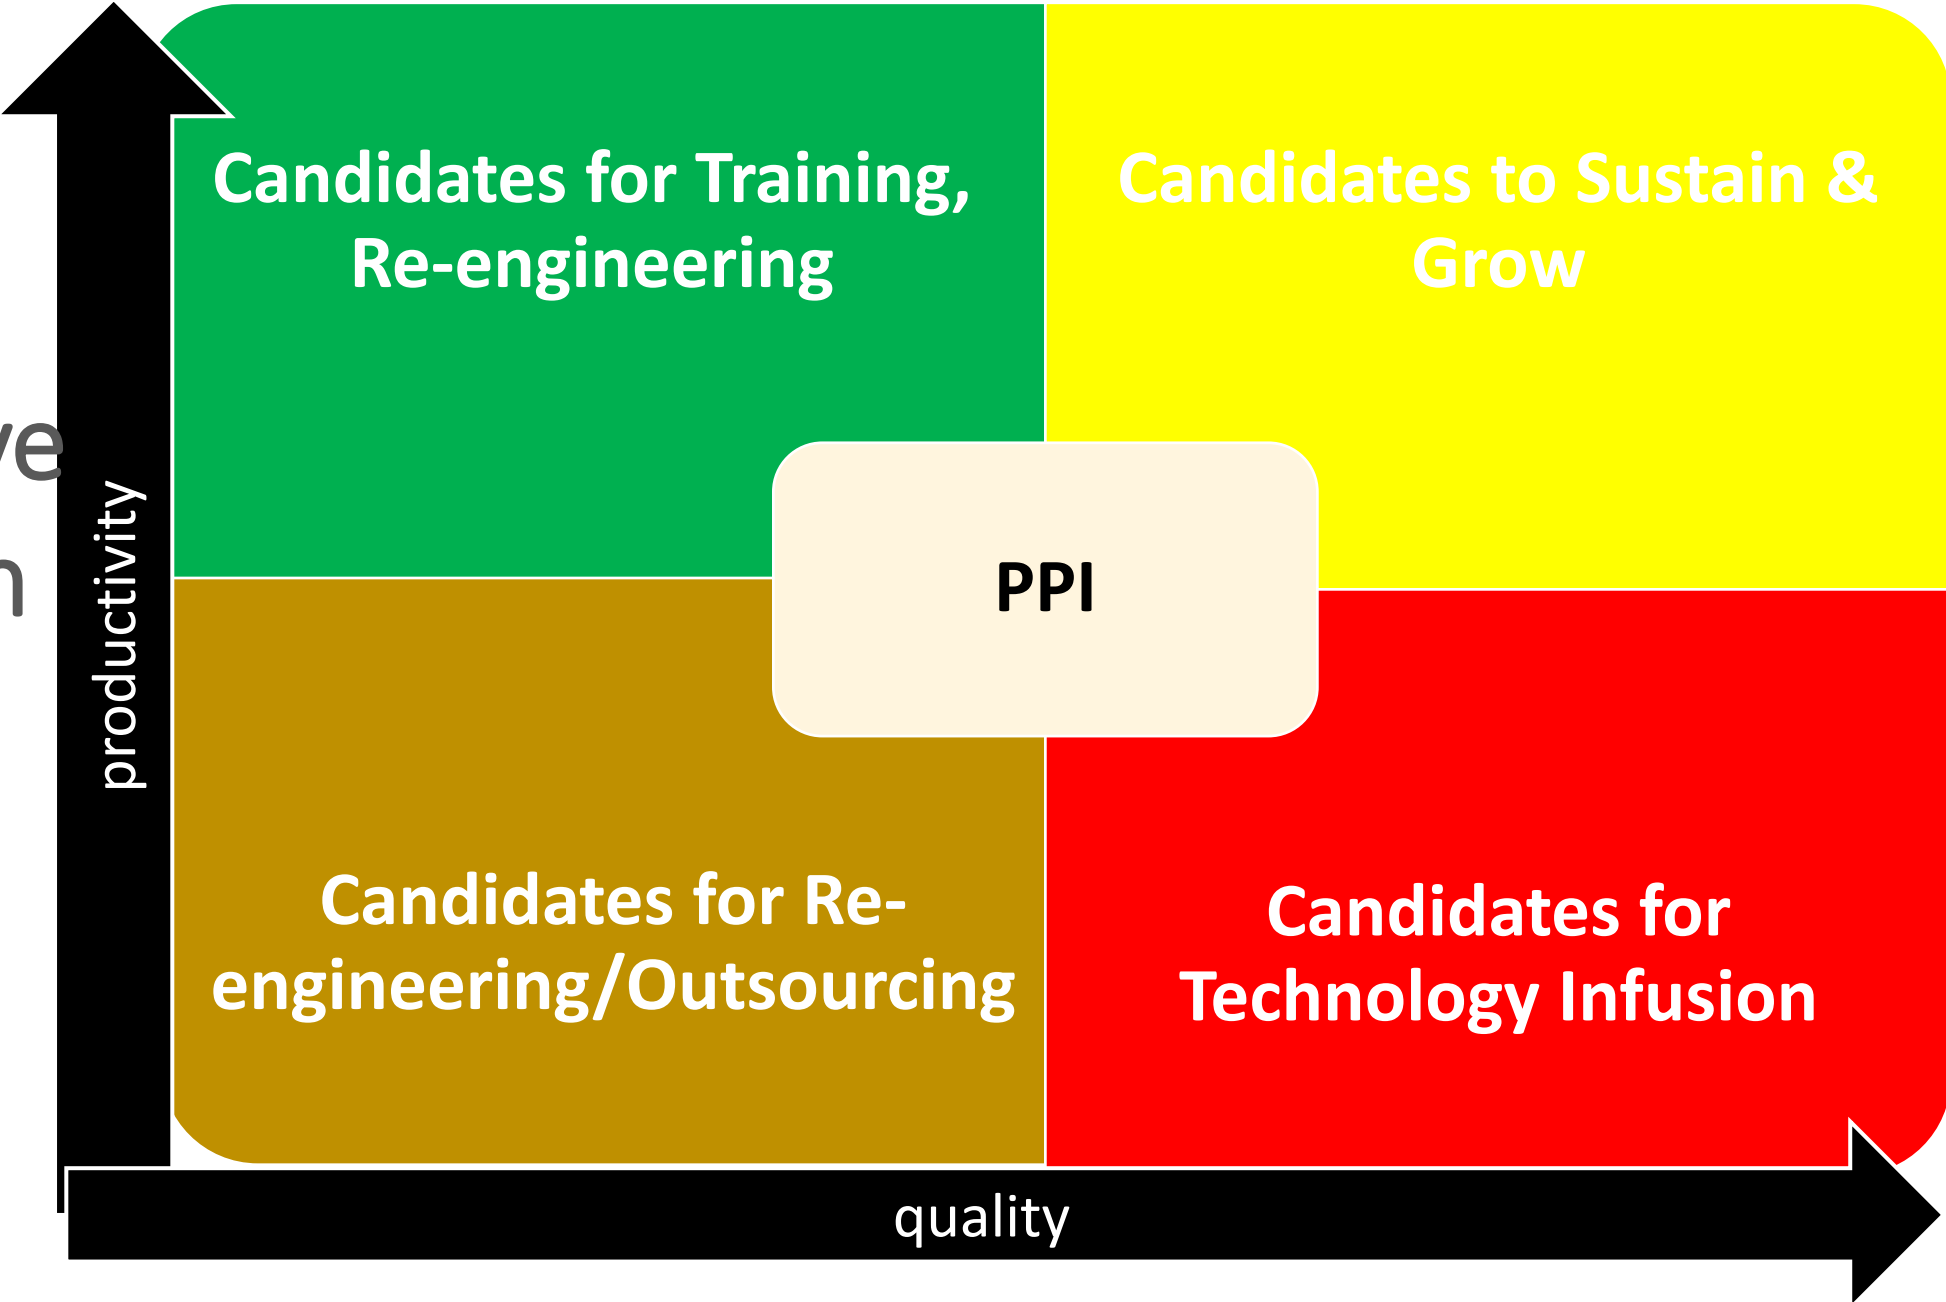 Candidates for Training,
Re-engineering
Candidates to Sustain &
Grow
productivity
PPI
Candidates for Re-
engineering/Outsourcing
Candidates for
Technology Infusion
quality